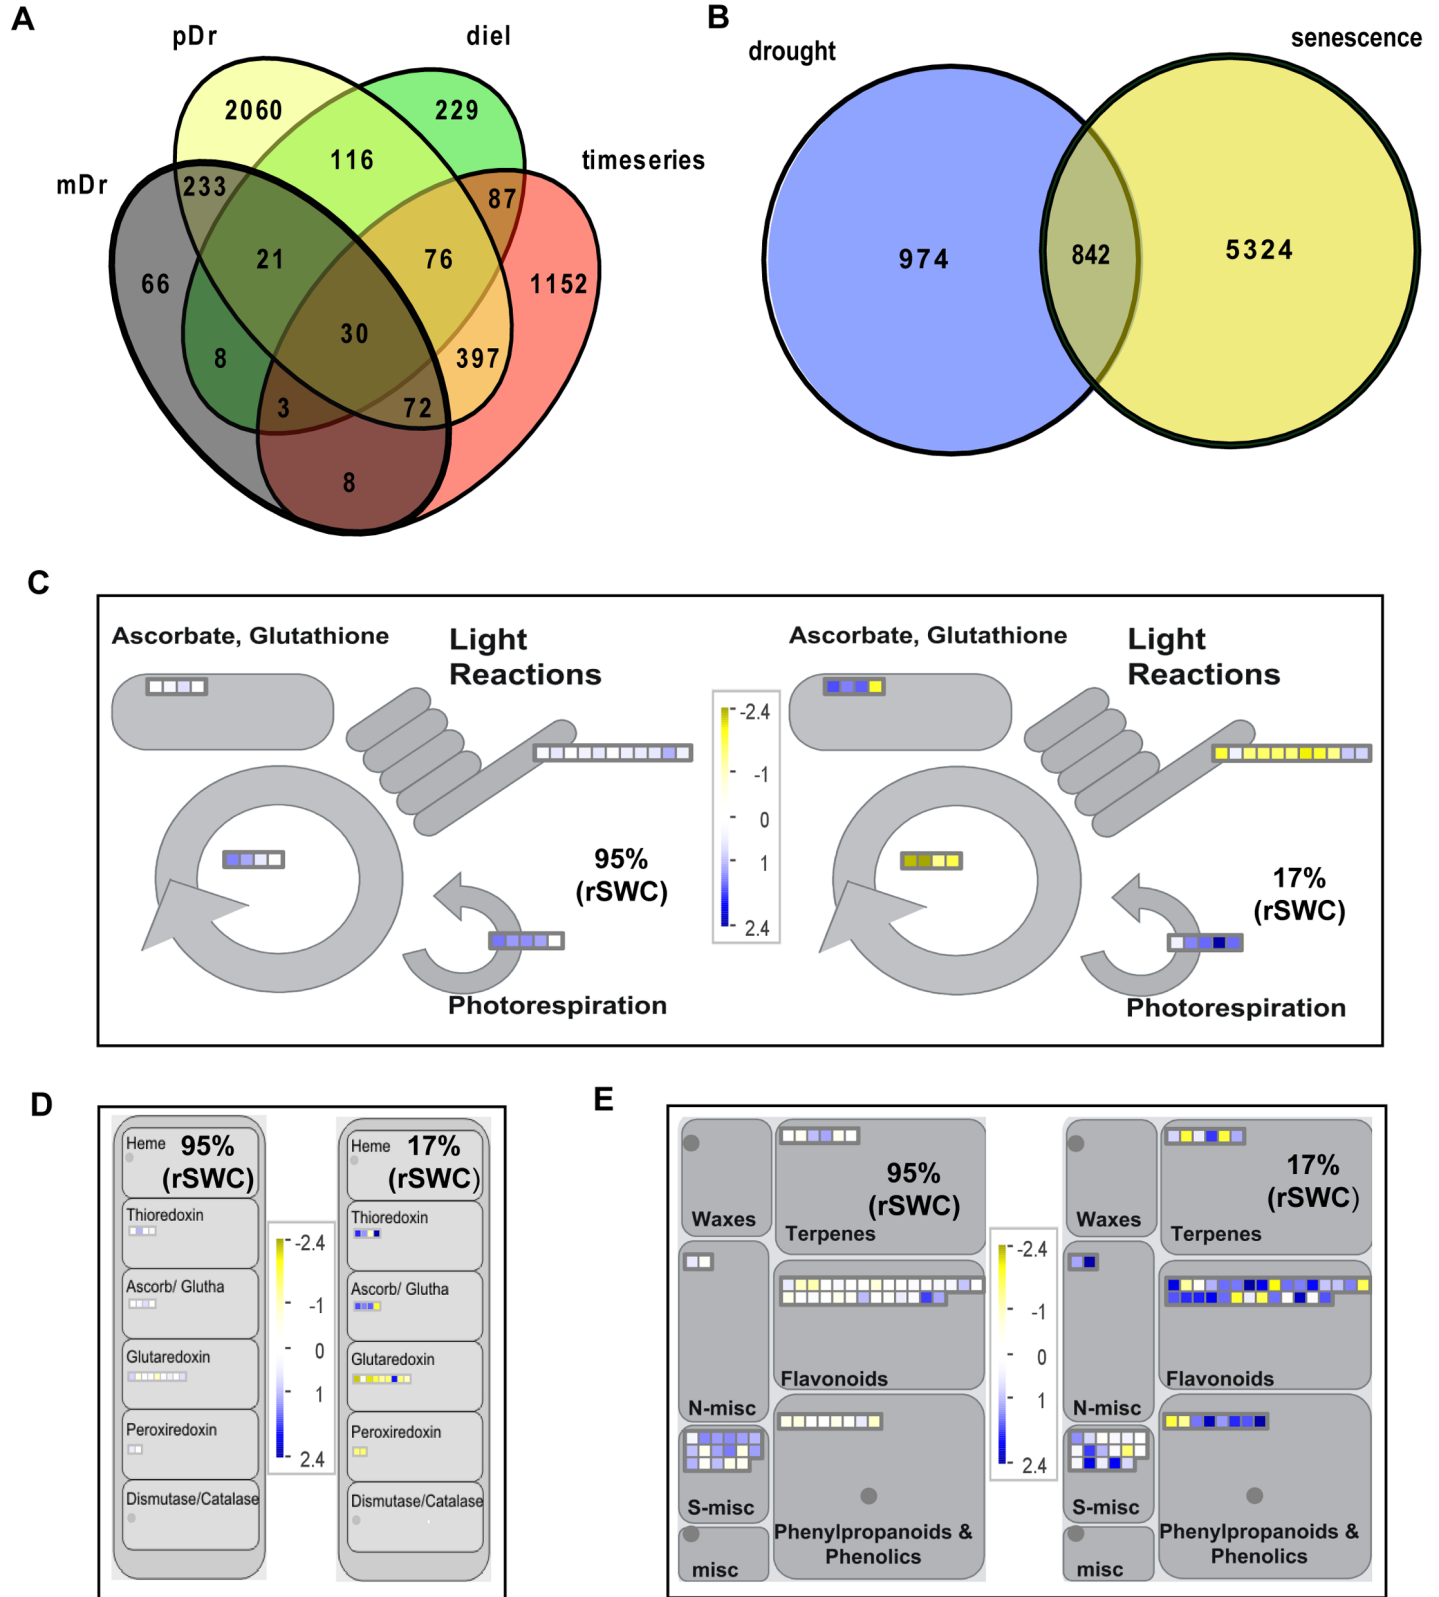 A
pDr
diel
2060
229
116
timeseries
mDr
233
87
21
76
66
1152
30
8
397
3
72
8
B
drought
senescence
974
842
5324
C
Ascorbate, Glutathione
Light
Reactions
95%
(rSWC)
Photorespiration
-2.4
-1
0
1
2.4
Ascorbate, Glutathione
Light
Reactions
17%
(rSWC)
Photorespiration
D
Heme
95%
(rSWC)
Thioredoxin
Ascorb/ Glutha
Glutaredoxin
Peroxiredoxin
Dismutase/Catalase
-2.4
-1
0
1
2.4
Heme
17%
(rSWC)
Thioredoxin
Ascorb/ Glutha
Glutaredoxin
Peroxiredoxin
Dismutase/Catalase
E
95%
(rSWC)
Waxes
Terpenes
Flavonoids
N-misc
S-misc
Phenylpropanoids &
Phenolics
misc
-2.4
-1
0
1
2.4
17%
(rSWC)
Waxes
Terpenes
Flavonoids
N-misc
S-misc
Phenylpropanoids &
Phenolics
misc